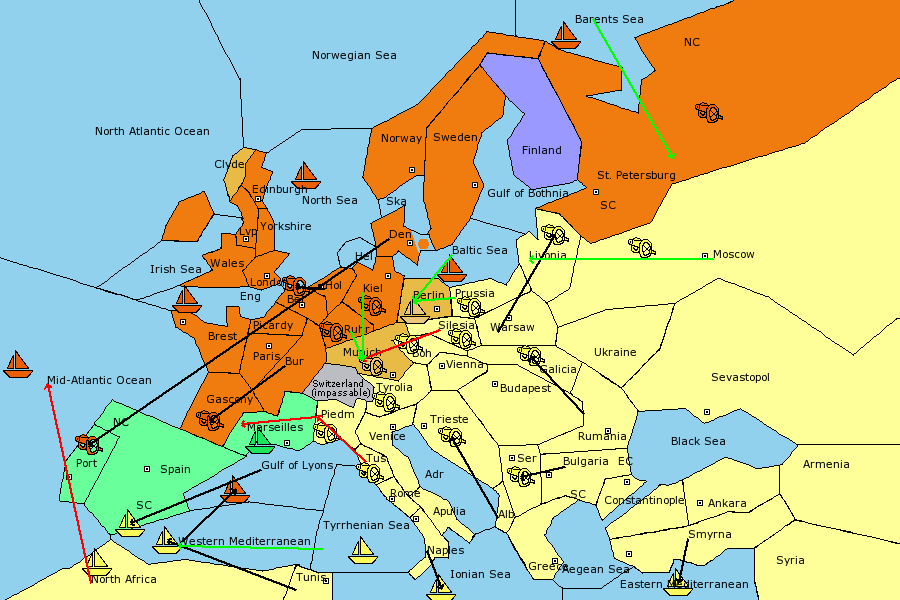 Barents Sea
NC
Norwegian Sea
North Atlantic Ocean
Norway
Sweden
Finland
Clyde
St. Petersburg
Edinburgh
Gulf of Bothnia
North Sea
Ska
SC
Lvp
Yorkshire
Den
Baltic Sea
Livonia
Moscow
Hel
Irish Sea
Wales
London
Hol
Kiel
Berlin
Prussia
Eng
Bel
Brest
Picardy
Ruhr
Silesia
Warsaw
Paris
Bur
Munich
Boh
Ukraine
Vienna
Galicia
Sevastopol
Mid-Atlantic Ocean
Switzerland
(impassable)
Tyrolia
Budapest
Gascony
NC
Marseilles
Piedm
Trieste
Venice
Rumania
Black Sea
Port
Spain
Gulf of Lyons
Tus
Ser
Bulgaria
EC
Armenia
Adr
Rome
SC
Constantinople
Ankara
SC
Apulia
Alb
Tyrrhenian Sea
Western Mediterranean
Smyrna
Naples
Greece
Aegean Sea
Syria
North Africa
Tunis
Ionian Sea
Eastern Mediterranean